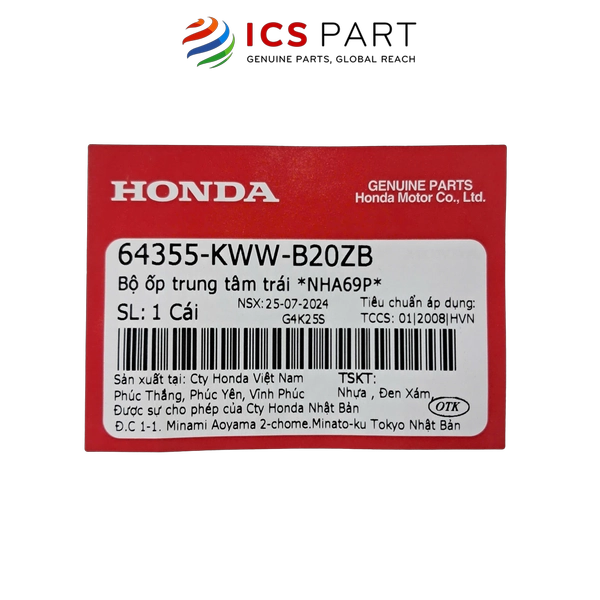 ICS PART
GENUINE PARTS, GLOBAL REACH
HONDA
GENUINE PARTS
Honda Motor Co., Ltd.
64355-KWW-B20ZB
Bộ ốp trung tâm trái *NHA69P*
SL: 1 Cái
NSX: 25-07-2024
G4K25S
Tiêu chuẩn áp dụng:
TCCS: 01|2008|HVN
Sản xuất tại: Cty Honda Việt Nam
Phúc Thắng, Phúc Yên, Vĩnh Phúc
Được sự cho phép của Cty Honda Nhật Bản
Đ.C 1-1. Minami Aoyama 2-chome.Minato-ku Tokyo Nhật Bản
TSKT:
Nhựa , Đen Xám,
OTK